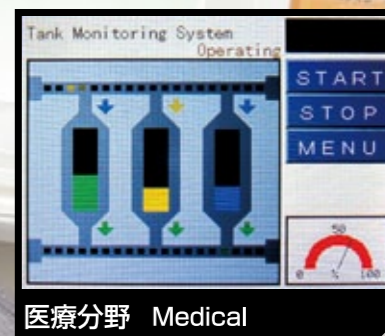 Tank Monitoring System
Operating
START
STOP
MENU
50
0 % 100
医療分野 Medical